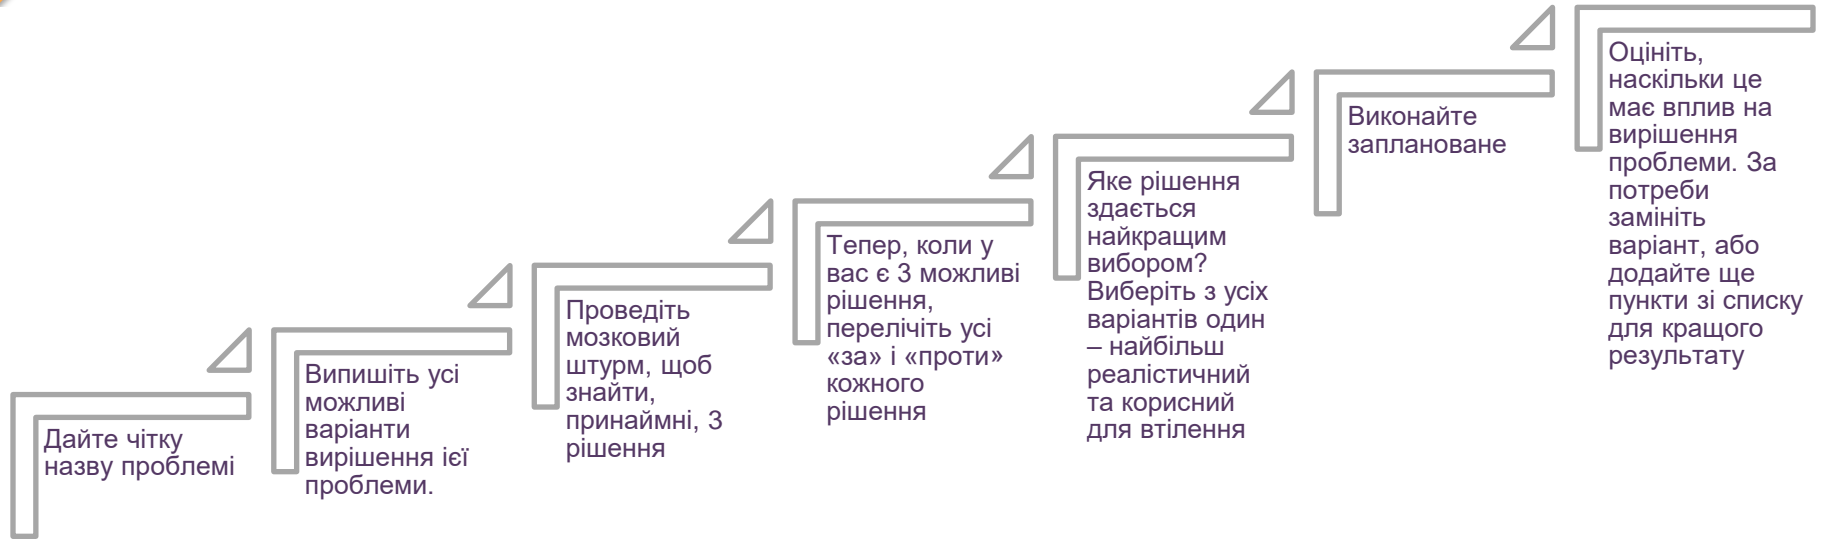 Дайте чітку
назву проблемі
Випишіть усі
можливі
варіанти
вирішення ієї
проблеми.
Проведіть
мозковий
штурм, щоб
знайти,
принаймні, 3
рішення
Тепер, коли у
вас є 3 можливі
рішення,
перелічіть усі
«за» і «проти»
кожного
рішення
Яке рішення
здається
найкращим
вибором?
Виберіть з усіх
варіантів один
– найбільш
реалістичний
та корисний
для втілення
Виконайте
заплановане
Оцініть,
наскільки це
має вплив на
вирішення
проблеми. За
потреби
замініть
варіант, або
додайте ще
пункти зі списку
для кращого
результату